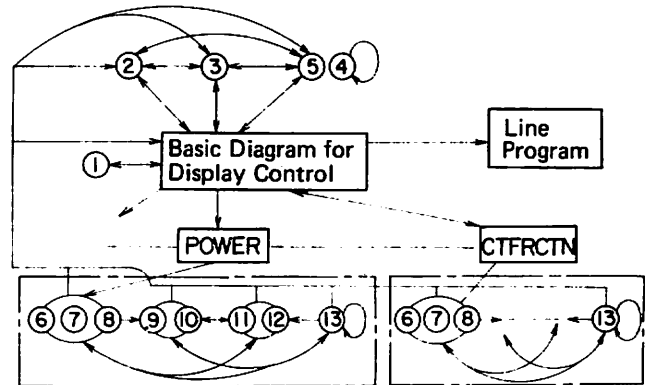 2 3 5 4
Basic Diagram for
Display Control
Line
Program
1
POWER
CTFRCTN
6 7 8 9 10 11 12 13
6 7 8 13